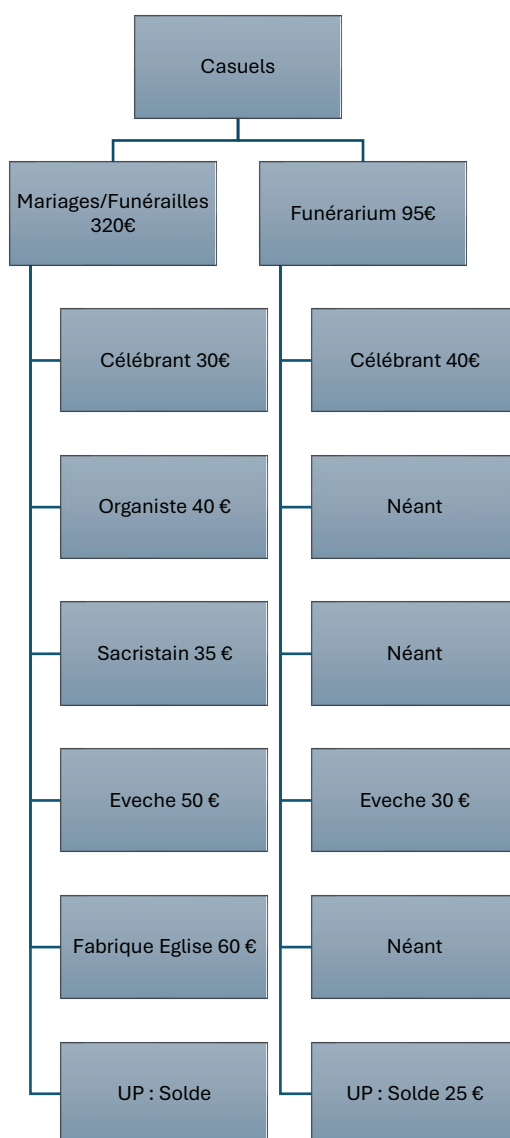 Casuels
Mariages/Funérailles
320€
Funérarium 95€
Célébrant 30€
Célébrant 40€
Organiste 40 €
Néant
Sacristain 35 €
Néant
Eveche 50 €
Eveche 30 €
Fabrique Eglise 60 €
Néant
UP : Solde
UP : Solde 25 €